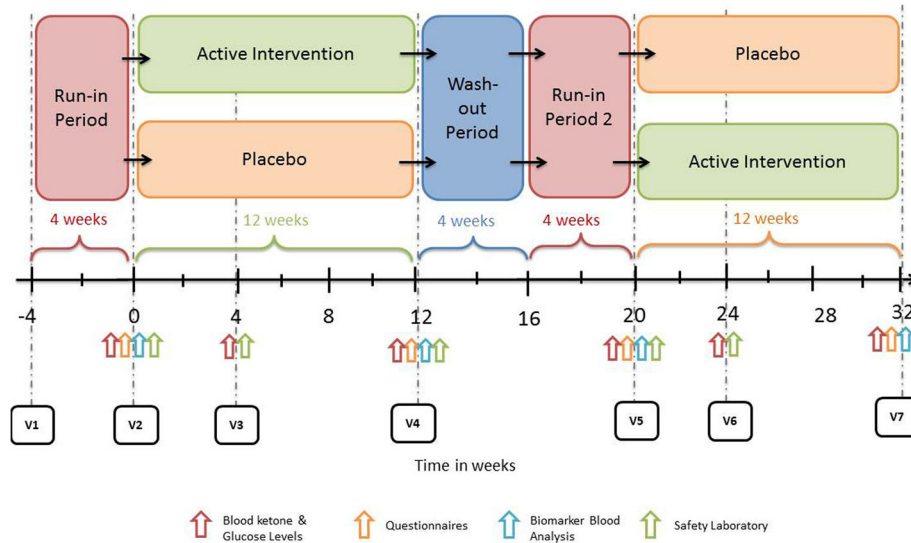 Run-in
Period
Active Intervention
Placebo
Wash-
out
Period
Run-in
Period 2
Placebo
Active Intervention
4 weeks
12 weeks
4 weeks
4 weeks
12 weeks
-4
0
4
8
12
16
20
24
28
32
V1
V2
V3
V4
V5
V6
V7
Time in weeks
Blood ketone &
Glucose Levels
Questionnaires
Biomarker Blood
Analysis
Safety Laboratory